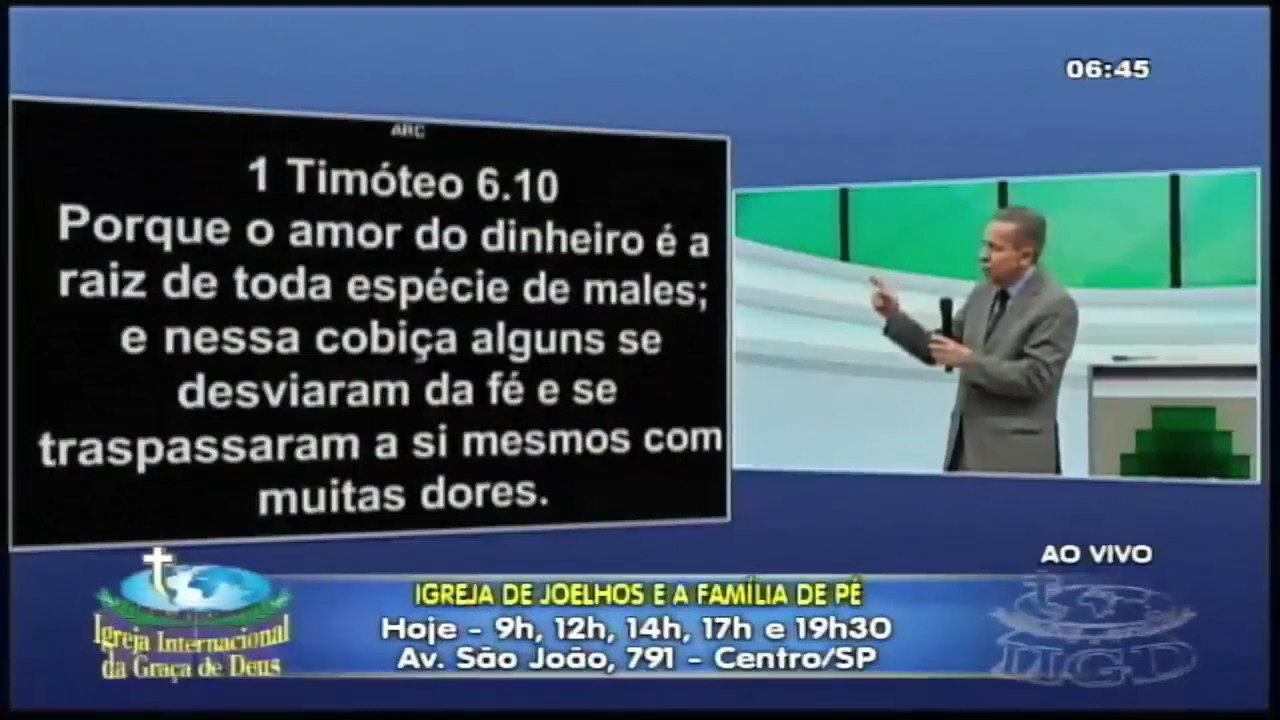 06:45
ARC
1 Timóteo 6.10
Porque o amor do dinheiro é a
raiz de toda espécie de males;
e nessa cobiça alguns se
desviaram da fé e se
traspassaram a si mesmos com
muitas dores.
AO VIVO
IGREJA DE JOELHOS E A FAMÍLIA DE PÉ
Hoje - 9h, 12h, 14h, 17h e 19h30
Av. São João, 791 - Centro/SP
Igreja Internacional
da Graça de Deus
IIGD